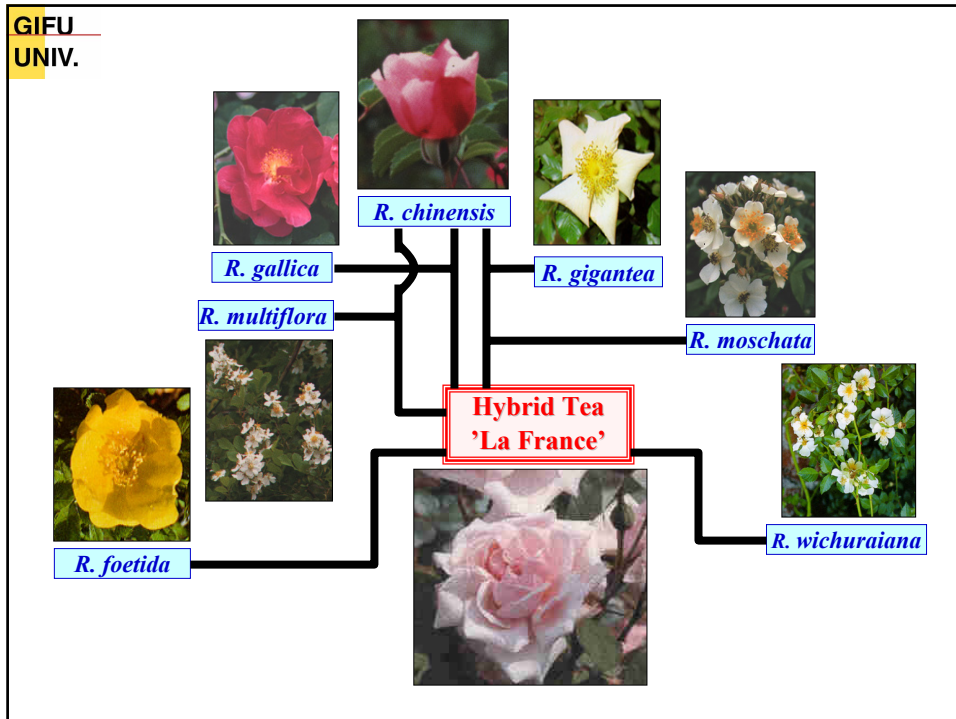 GIFU
UNIV.
R. chinensis
R. gallica
R. gigantea
R. multiflora
R. moschata
Hybrid Tea
’La France’
R. wichuraiana
R. foetida